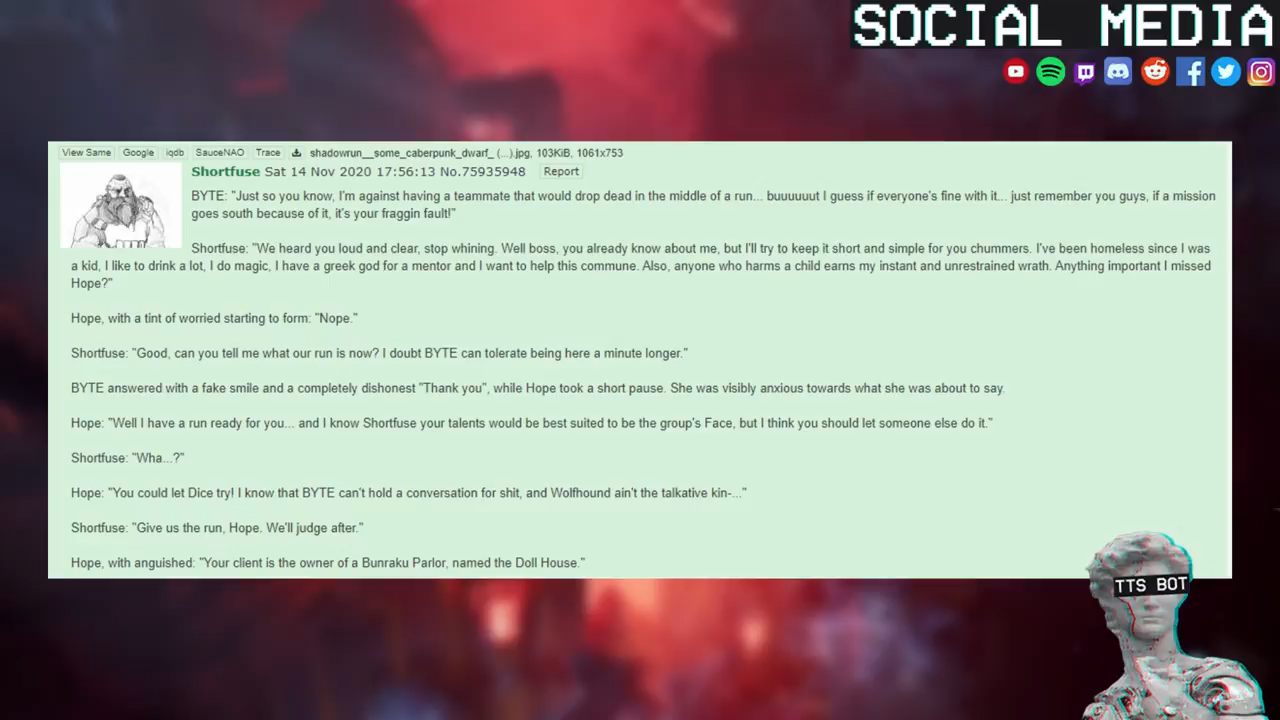 SOCIAL MEDIA
View Same Google iqdb SauceNAO Trace shadowrun__some_caberpunk_dwarf_ (...).jpg, 103KiB, 1061x753
Shortfuse Sat 14 Nov 2020 17:56:13 No.75935948 Report
BYTE: "Just so you know, I'm against having a teammate that would drop dead in the middle of a run... buuuuuut I guess if everyone's fine with it... just remember you guys, if a mission
goes south because of it, it's your fraggin fault!"
Shortfuse: "We heard you loud and clear, stop whining. Well boss, you already know about me, but I'll try to keep it short and simple for you chummers. I've been homeless since I was
a kid, I like to drink a lot, I do magic, I have a greek god for a mentor and I want to help this commune. Also, anyone who harms a child earns my instant and unrestrained wrath. Anything important I missed
Hope?"
Hope, with a tint of worried starting to form: "Nope."
Shortfuse: "Good, can you tell me what our run is now? I doubt BYTE can tolerate being here a minute longer."
BYTE answered with a fake smile and a completely dishonest "Thank you", while Hope took a short pause. She was visibly anxious towards what she was about to say.
Hope: "Well I have a run ready for you... and I know Shortfuse your talents would be best suited to be the group's Face, but I think you should let someone else do it."
Shortfuse: "Wha...?"
Hope: "You could let Dice try! I know that BYTE can't hold a conversation for shit, and Wolfhound ain't the talkative kin-..."
Shortfuse: "Give us the run, Hope. We'll judge after."
Hope, with anguished: "Your client is the owner of a Bunraku Parlor, named the Doll House."
TTS BOT